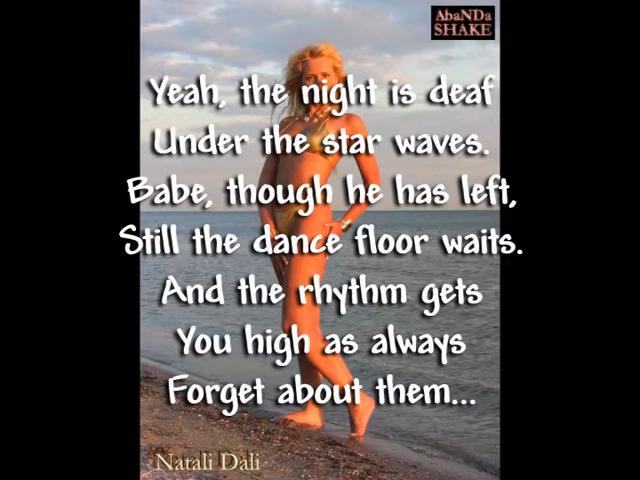 AbaNDa
SHAKE
Yeah, the night is deaf
Under the star waves.
Babe, though he has left,
Still the dance floor waits.
And the rhythm gets
You high as always
Forget about them...
Natali Dali